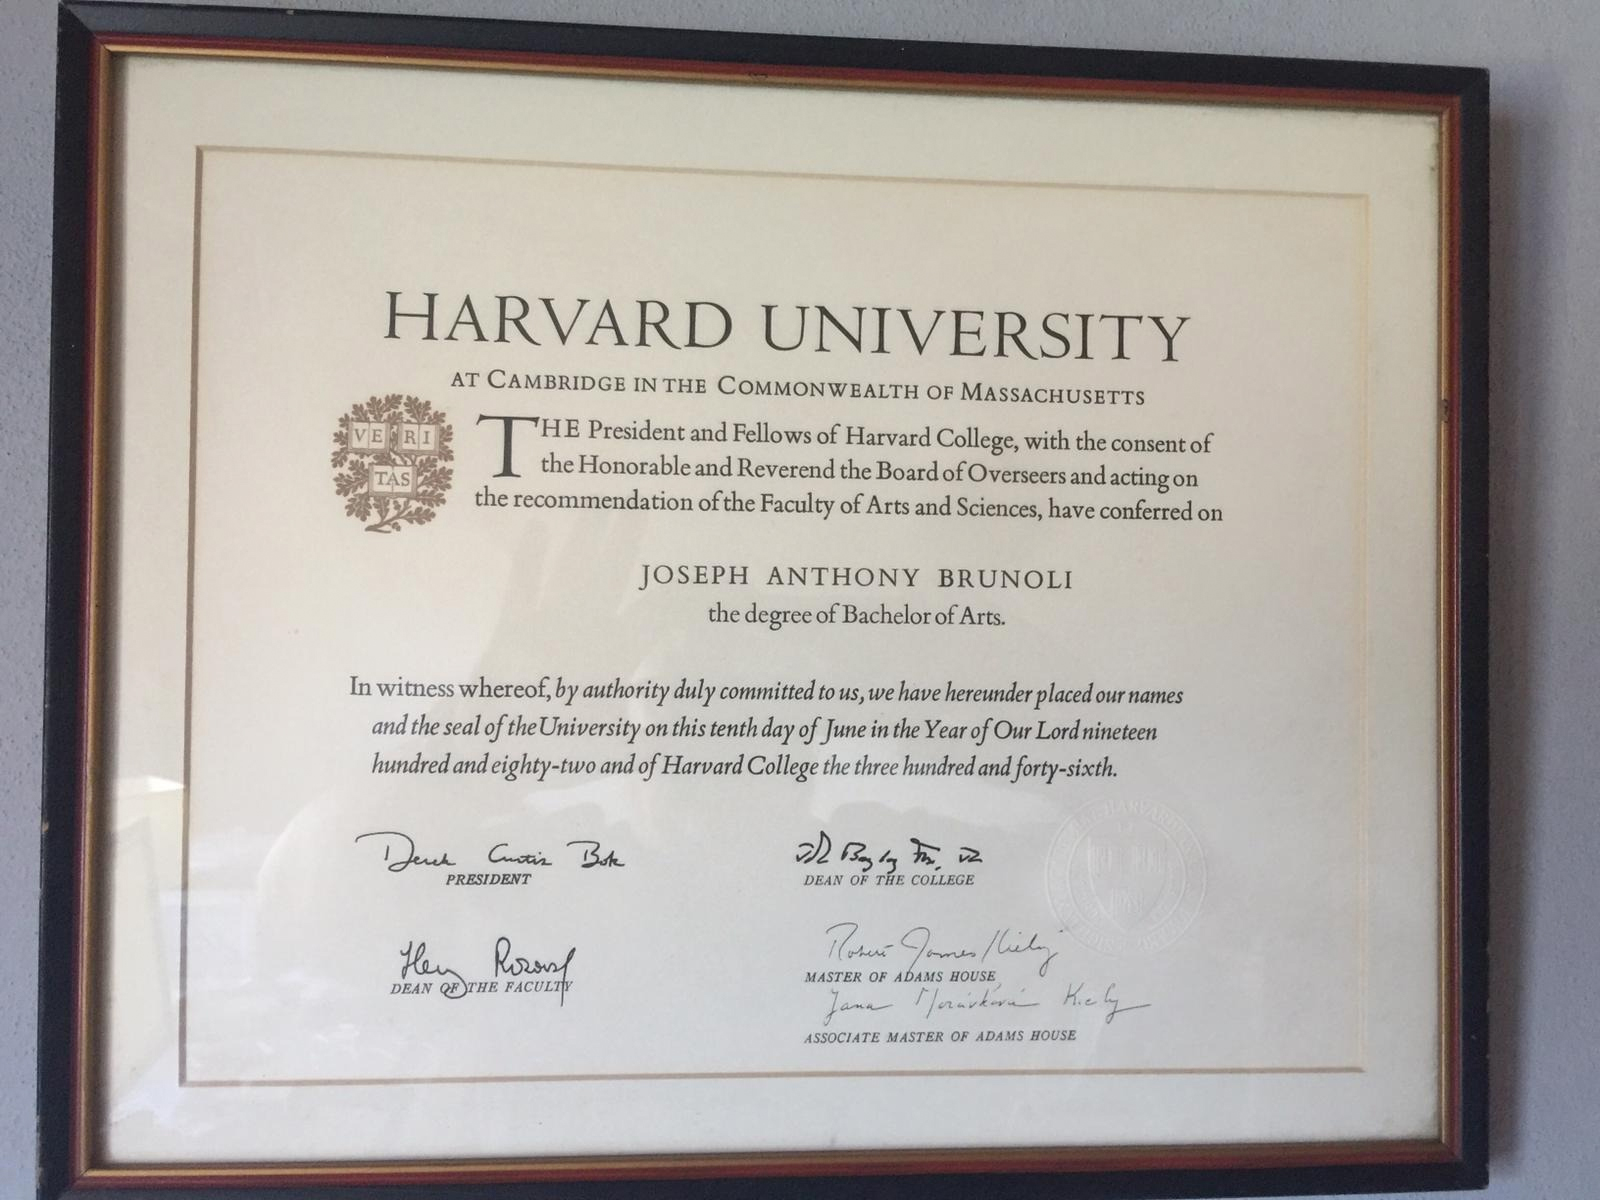 HARVARD UNIVERSITY
AT CAMBRIDGE IN THE COMMONWEALTH OF MASSACHUSETTS
VE RI
TAS
THE President and Fellows of Harvard College, with the consent of
the Honorable and Reverend the Board of Overseers and acting on
the recommendation of the Faculty of Arts and Sciences, have conferred on
JOSEPH ANTHONY BRUNOLI
the degree of Bachelor of Arts.
In witness whereof, by authority duly committed to us, we have hereunder placed our names
and the seal of the University on this tenth day of June in the Year of Our Lord nineteen
hundred and eighty-two and of Harvard College the three hundred and forty-sixth.
Derek Curtis Bok
PRESIDENT
DEAN OF THE COLLEGE
Henry Rosovsky
DEAN OF THE FACULTY
Robert James Kiely
MASTER OF ADAMS HOUSE
Jana Moravkova Kiely
ASSOCIATE MASTER OF ADAMS HOUSE